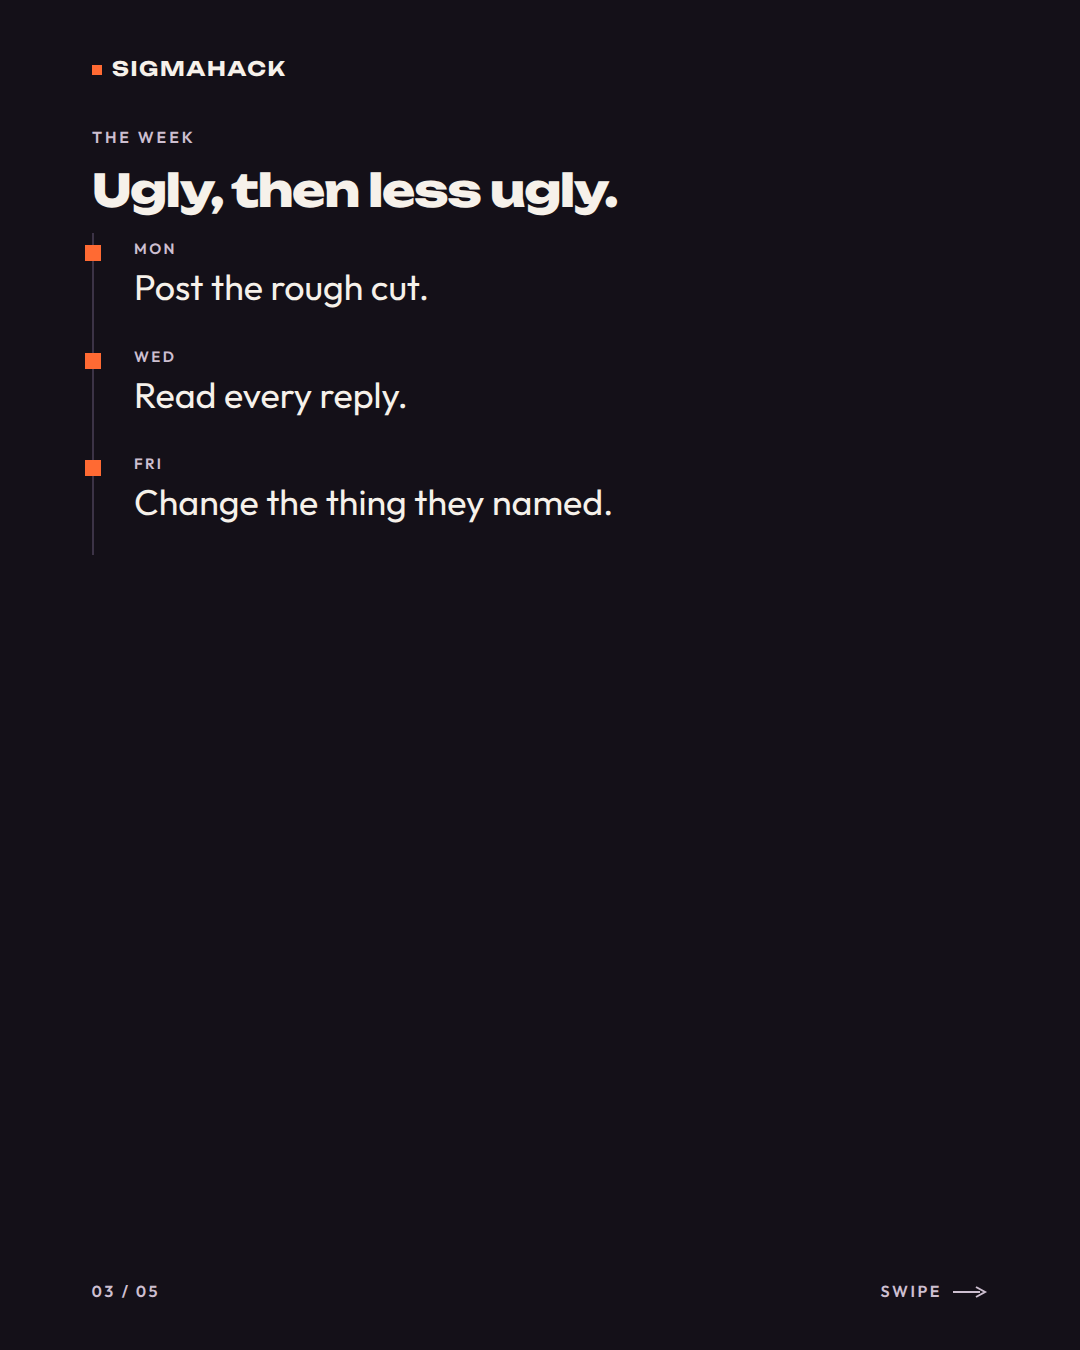 SIGMAHACK
THE WEEK
Ugly, then less ugly.
MON
Post the rough cut.
WED
Read every reply.
FRI
Change the thing they named.
03 / 05
SWIPE